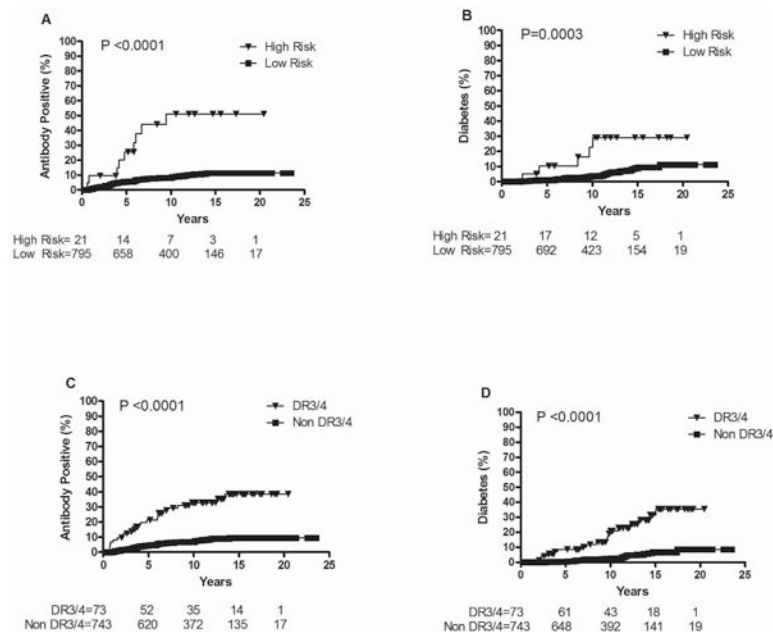 A
P <0.0001
High Risk
Low Risk
Antibody Positive (%)
100
90
80
70
60
50
40
30
20
10
0
0 5 10 15 20 25
Years
High Risk= 21 14 7 3 1
Low Risk=795 658 400 146 17
B
P=0.0003
High Risk
Low Risk
Diabetes (%)
100
90
80
70
60
50
40
30
20
10
0
0 5 10 15 20 25
Years
High Risk= 21 17 12 5 1
Low Risk=795 692 423 154 19
C
P <0.0001
DR3/4
Non DR3/4
Antibody Positive (%)
100
90
80
70
60
50
40
30
20
10
0
0 5 10 15 20 25
Years
DR3/4=73 52 35 14 1
Non DR3/4=743 620 372 135 17
D
P <0.0001
DR3/4
Non DR3/4
Diabetes (%)
100
90
80
70
60
50
40
30
20
10
0
0 5 10 15 20 25
Years
DR3/4=73 61 43 18 1
Non DR3/4=743 648 392 141 19